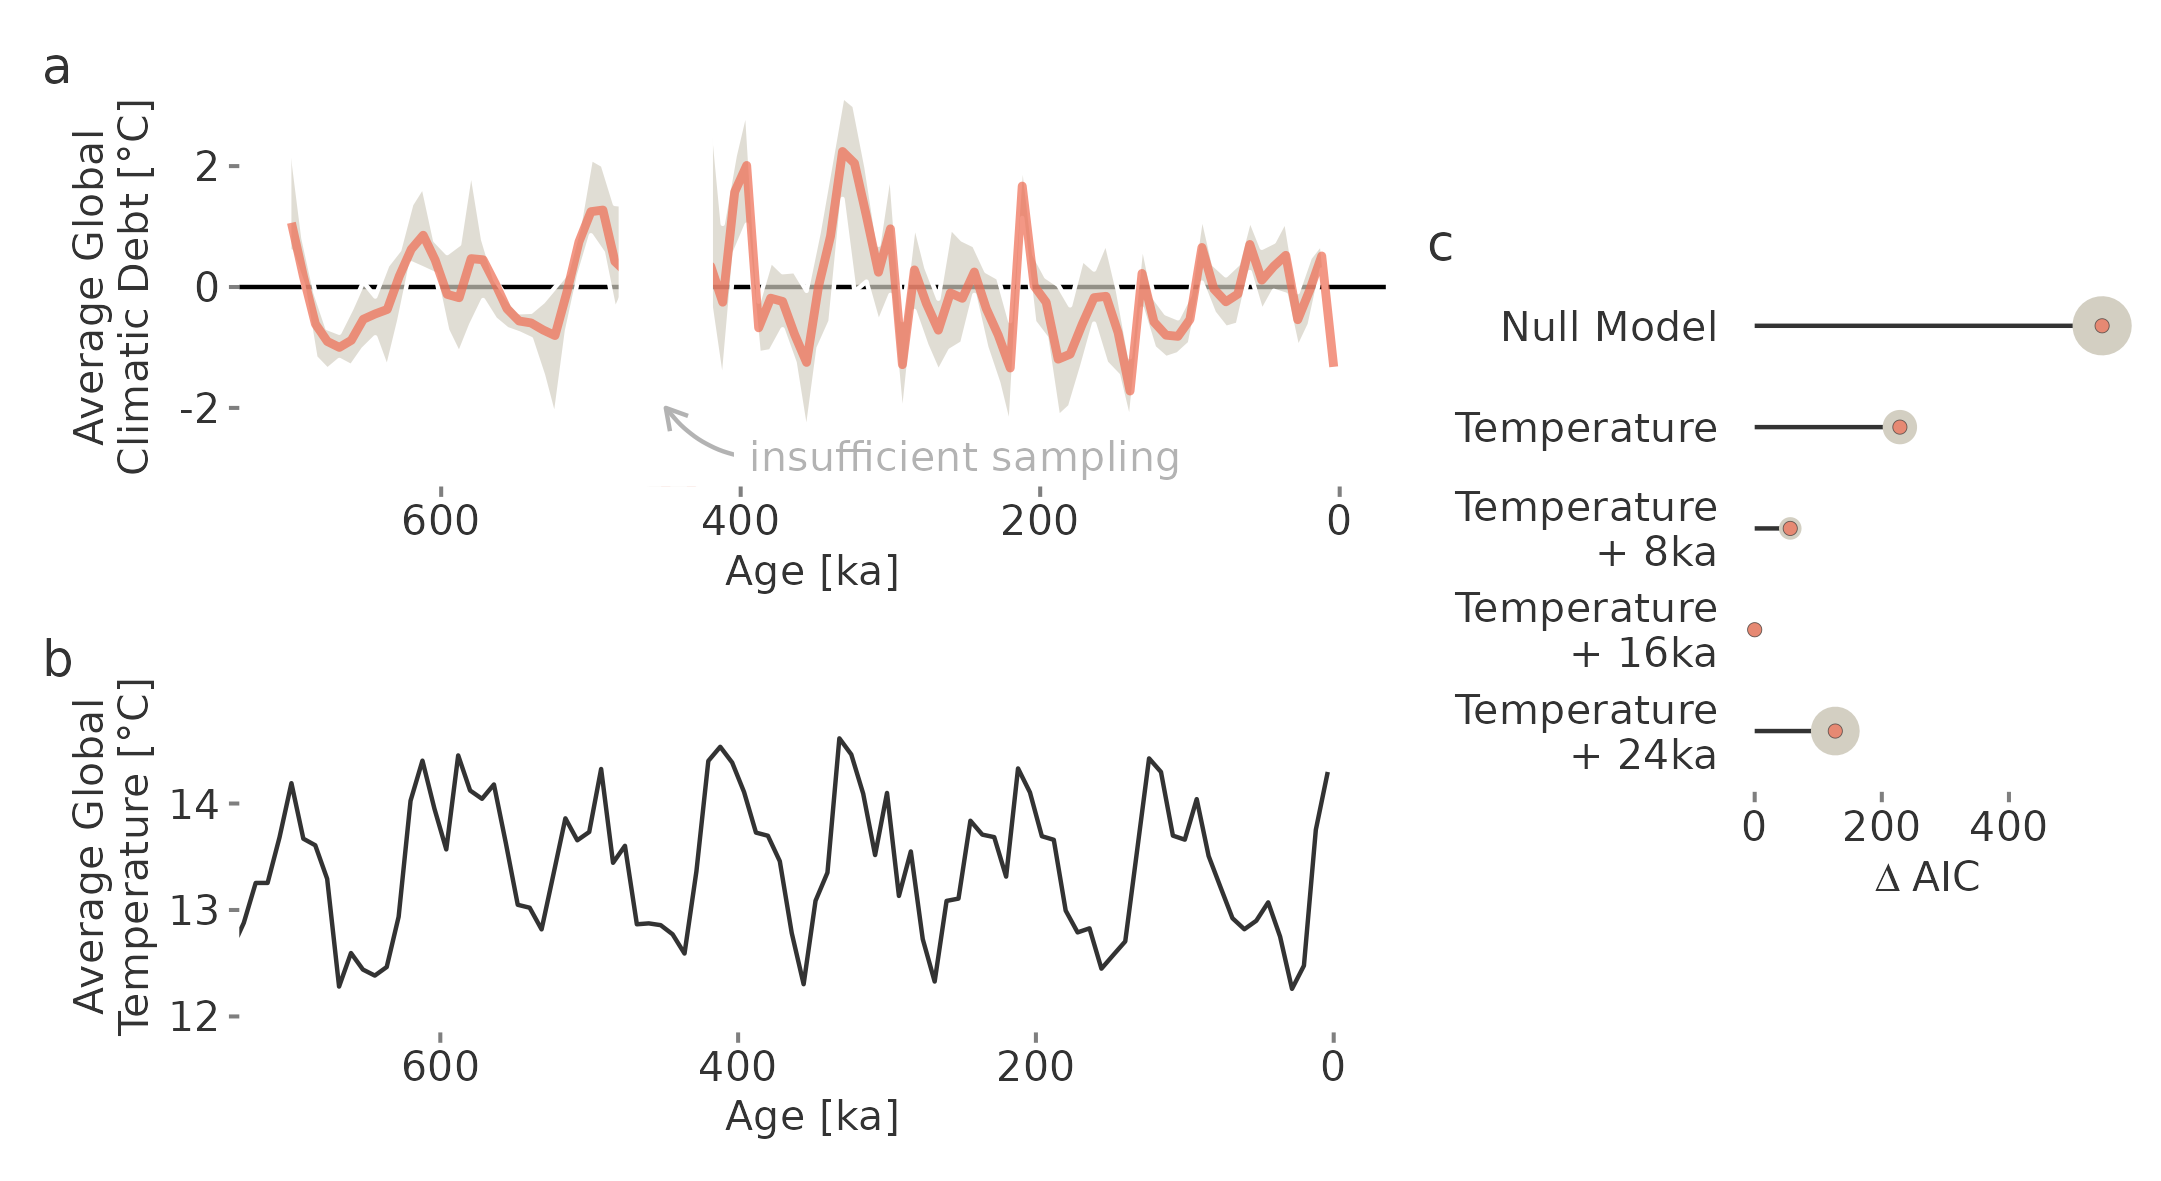 a
Average Global
Climatic Debt [°C]
2
0
-2
insufficient sampling
600
400
200
0
Age [ka]
b
Average Global
Temperature [°C]
14
13
12
600
400
200
0
Age [ka]
c
Null Model
Temperature
Temperature
+ 8ka
Temperature
+ 16ka
Temperature
+ 24ka
0
200
400
Δ AIC